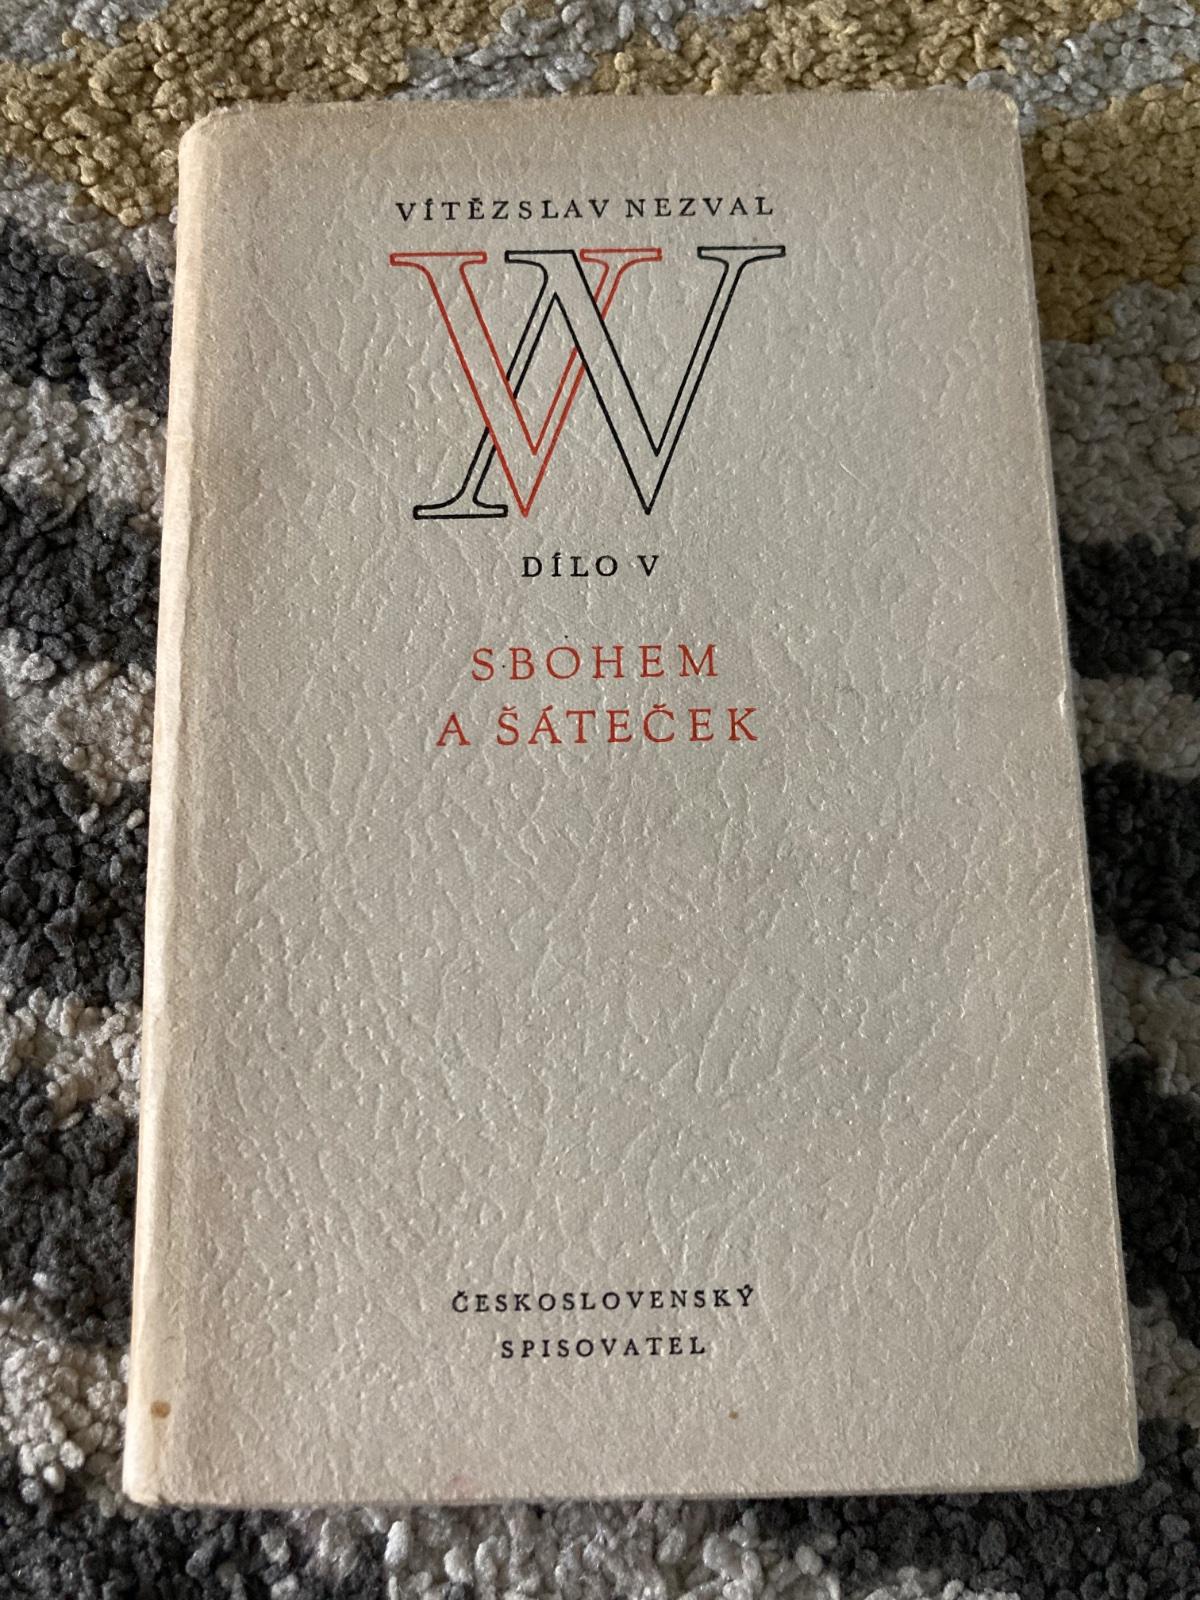 VÍTĚZSLAV NEZVAL
VN
DÍLO V
SBOHEM
A ŠÁTEČEK
ČESKOSLOVENSKÝ
SPISOVATEL